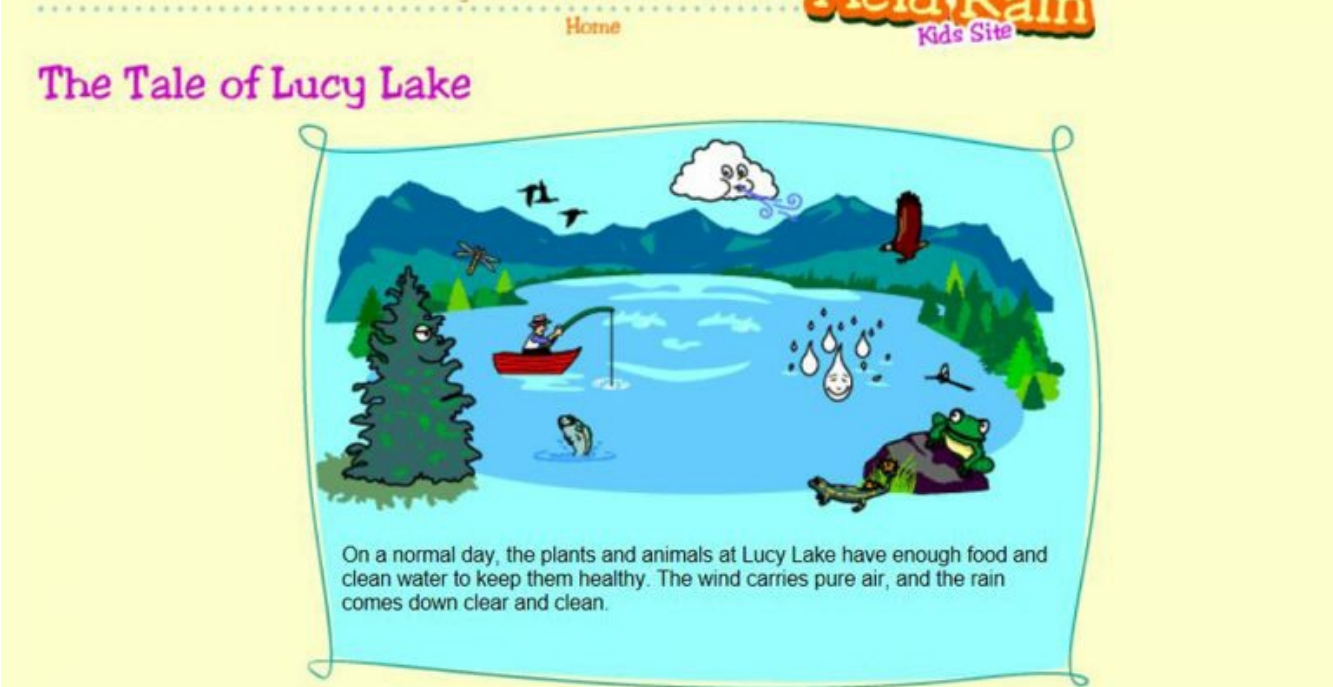 Home
Rain
Kids Site
The Tale of Lucy Lake
On a normal day, the plants and animals at Lucy Lake have enough food and
clean water to keep them healthy. The wind carries pure air, and the rain
comes down clear and clean.